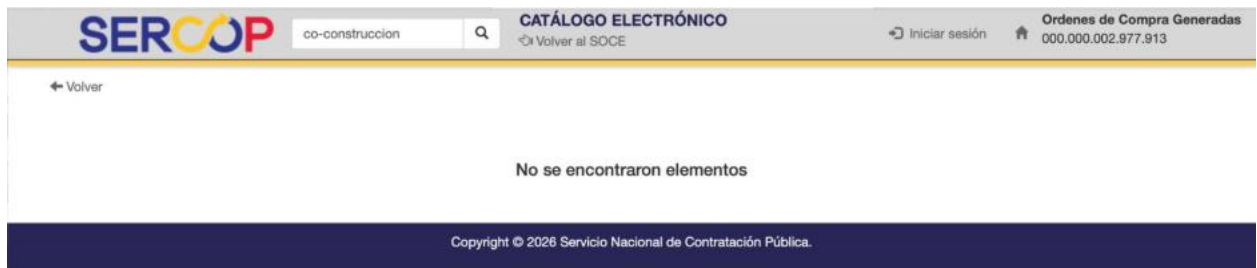 SERCOP
co-construccion
CATÁLOGO ELECTRÓNICO
Volver al SOCE
Iniciar sesión
Ordenes de Compra Generadas
000.000.002.977.913
Volver
No se encontraron elementos
Copyright © 2026 Servicio Nacional de Contratación Pública.